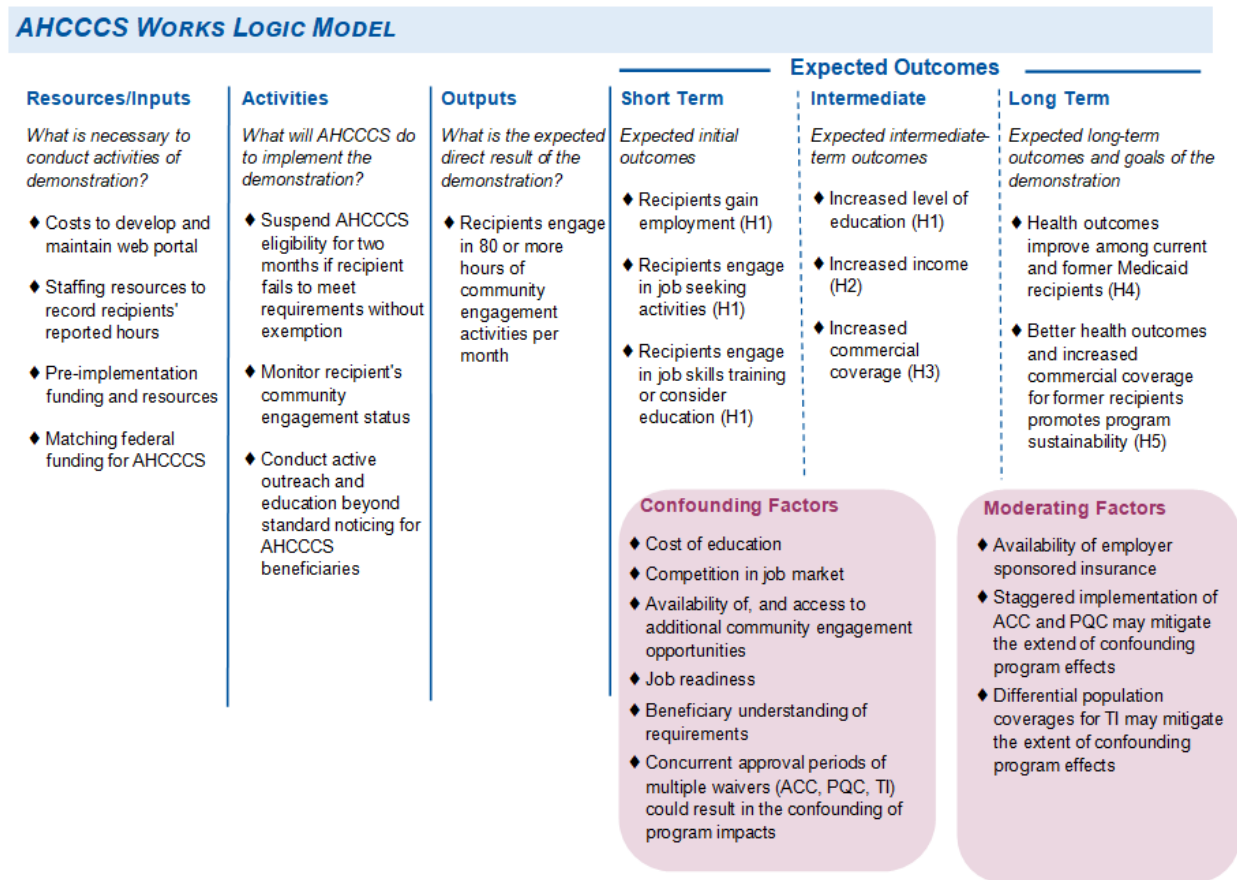 AHCCCS WORKS LOGIC MODEL
Expected Outcomes
Resources/Inputs
What is necessary to
conduct activities of
demonstration?
♦ Costs to develop and
maintain web portal
♦ Staffing resources to
record recipients'
reported hours
♦ Pre-implementation
funding and resources
♦ Matching federal
funding for AHCCCS
Activities
What will AHCCCS do
to implement the
demonstration?
♦ Suspend AHCCCS
eligibility for two
months if recipient
fails to meet
requirements without
exemption
♦ Monitor recipient's
community
engagement status
♦ Conduct active
outreach and
education beyond
standard noticing for
AHCCCS
beneficiaries
Outputs
What is the expected
direct result of the
demonstration?
♦ Recipients engage
in 80 or more
hours of
community
engagement
activities per
month
Short Term
Expected initial
outcomes
♦ Recipients gain
employment (H1)
♦ Recipients engage
in job seeking
activities (H1)
♦ Recipients engage
in job skills training
or consider
education (H1)
Intermediate
Expected intermediate-
term outcomes
♦ Increased level of
education (H1)
♦ Increased income
(H2)
♦ Increased
commercial
coverage (H3)
Long Term
Expected long-term
outcomes and goals of the
demonstration
♦ Health outcomes
improve among current
and former Medicaid
recipients (H4)
♦ Better health outcomes
and increased
commercial coverage
for former recipients
promotes program
sustainability (H5)
Confounding Factors
♦ Cost of education
♦ Competition in job market
♦ Availability of, and access to
additional community engagement
opportunities
♦ Job readiness
♦ Beneficiary understanding of
requirements
♦ Concurrent approval periods of
multiple waivers (ACC, PQC, TI)
could result in the confounding of
program impacts
Moderating Factors
♦ Availability of employer
sponsored insurance
♦ Staggered implementation of
ACC and PQC may mitigate
the extend of confounding
program effects
♦ Differential population
coverages for TI may mitigate
the extent of confounding
program effects